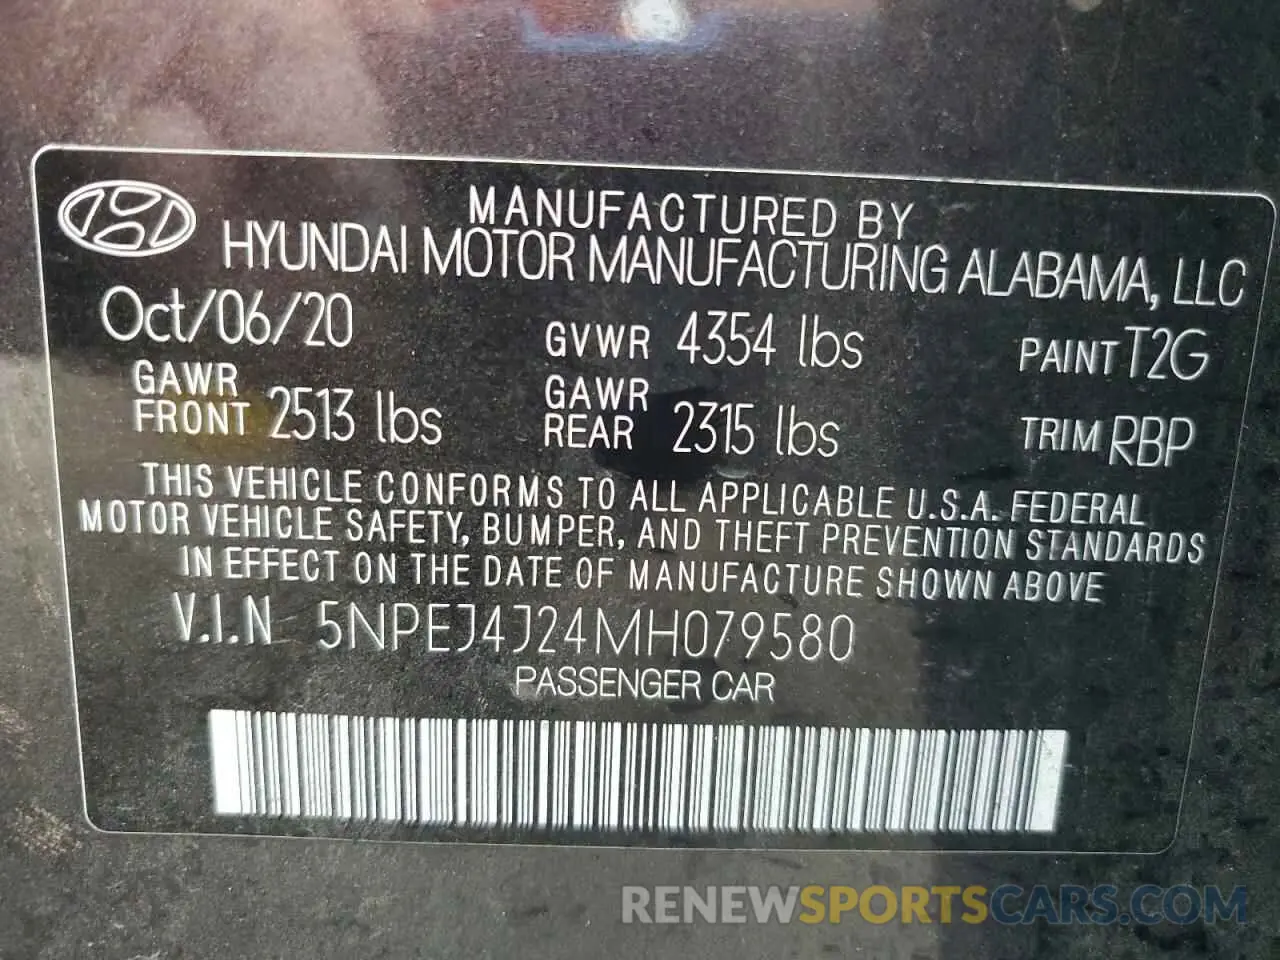 MANUFACTURED BY
HYUNDAI MOTOR MANUFACTURING ALABAMA, LLC
Oct/06/20 GVWR 4354 lbs PAINT T2G
GAWR FRONT 2513 lbs GAWR REAR 2315 lbs TRIM RBP
THIS VEHICLE CONFORMS TO ALL APPLICABLE U.S.A. FEDERAL
MOTOR VEHICLE SAFETY, BUMPER, AND THEFT PREVENTION STANDARDS
IN EFFECT ON THE DATE OF MANUFACTURE SHOWN ABOVE
V.I.N 5NPEJ4J24MH079580
PASSENGER CAR
RENEWSPORTSCARS.COM